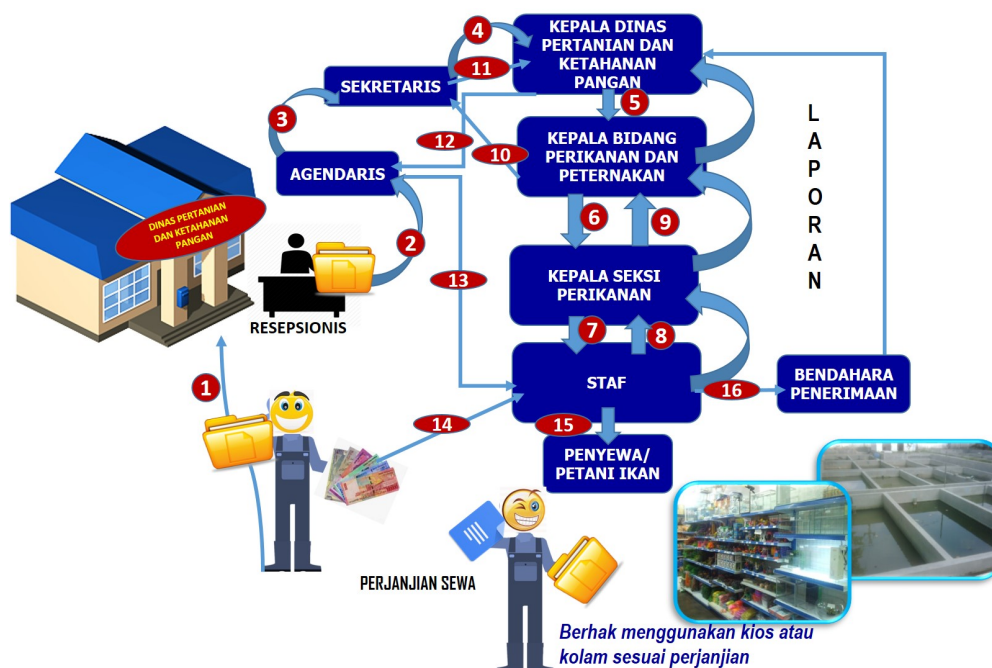 KEPALA DINAS
PERTANIAN DAN
KETAHANAN
PANGAN
4
11
SEKRETARIS
5
3
12
10
KEPALA BIDANG
PERIKANAN DAN
PETERNAKAN
L
A
P
O
R
A
N
AGENDARIS
DINAS PERTANIAN
DAN KETAHANAN
PANGAN
2
6
9
13
KEPALA SEKSI
PERIKANAN
RESEPSIONIS
7
8
1
STAF
16
BENDAHARA
PENERIMAAN
14
15
PENYEWA/
PETANI IKAN
PERJANJIAN SEWA
Berhak menggunakan kios atau
kolam sesuai perjanjian